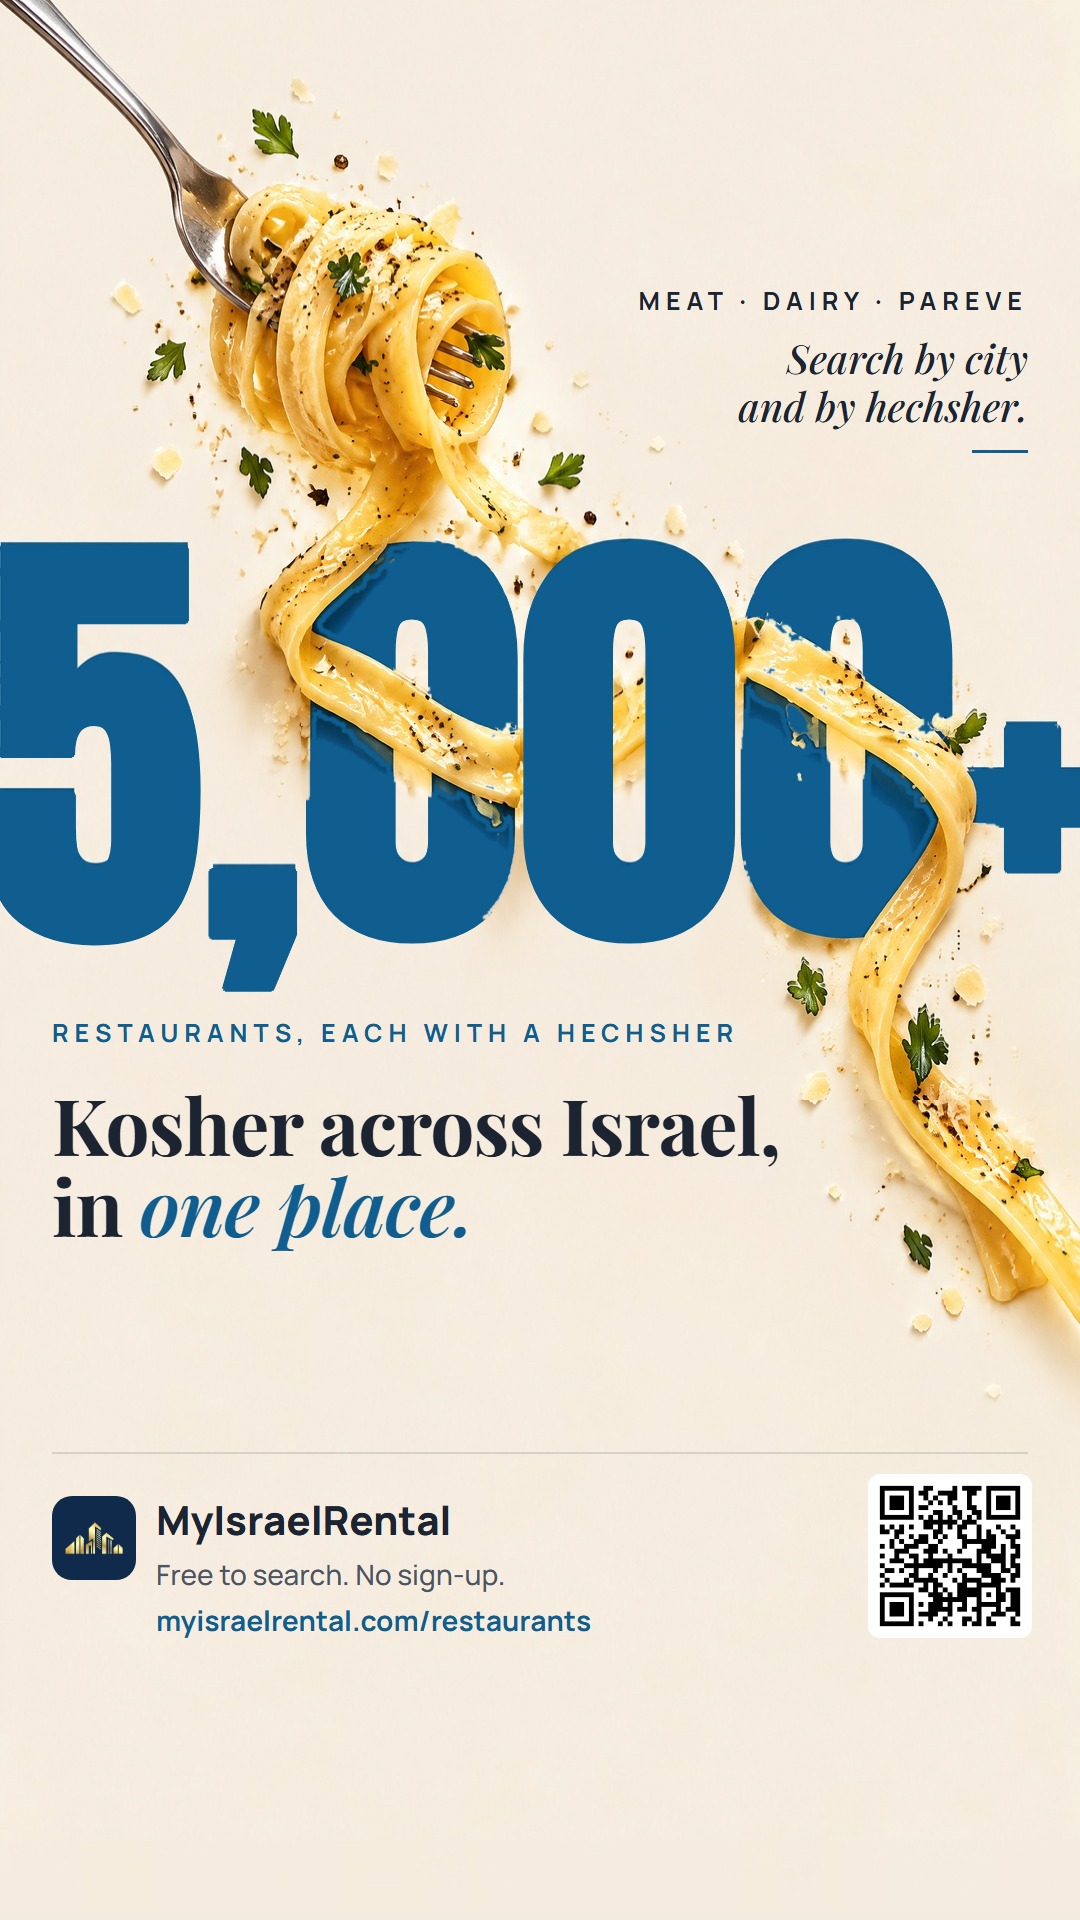 MEAT · DAIRY · PAREVE
Search by city
and by hechsher.
5,000+
RESTAURANTS, EACH WITH A HECHSHER
Kosher across Israel,
in one place.
MyIsraelRental
Free to search. No sign-up.
myisraelrental.com/restaurants